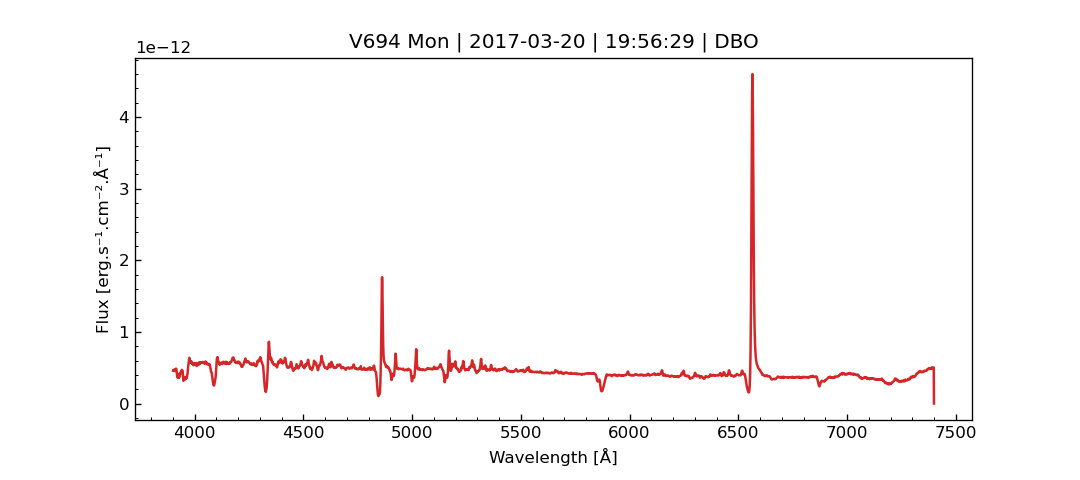 V694 Mon | 2017-03-20 | 19:56:29 | DBO
1e−12
4
3
2
1
0
Flux [erg.s⁻¹.cm⁻².Å⁻¹]
4000 4500 5000 5500 6000 6500 7000 7500
Wavelength [Å]